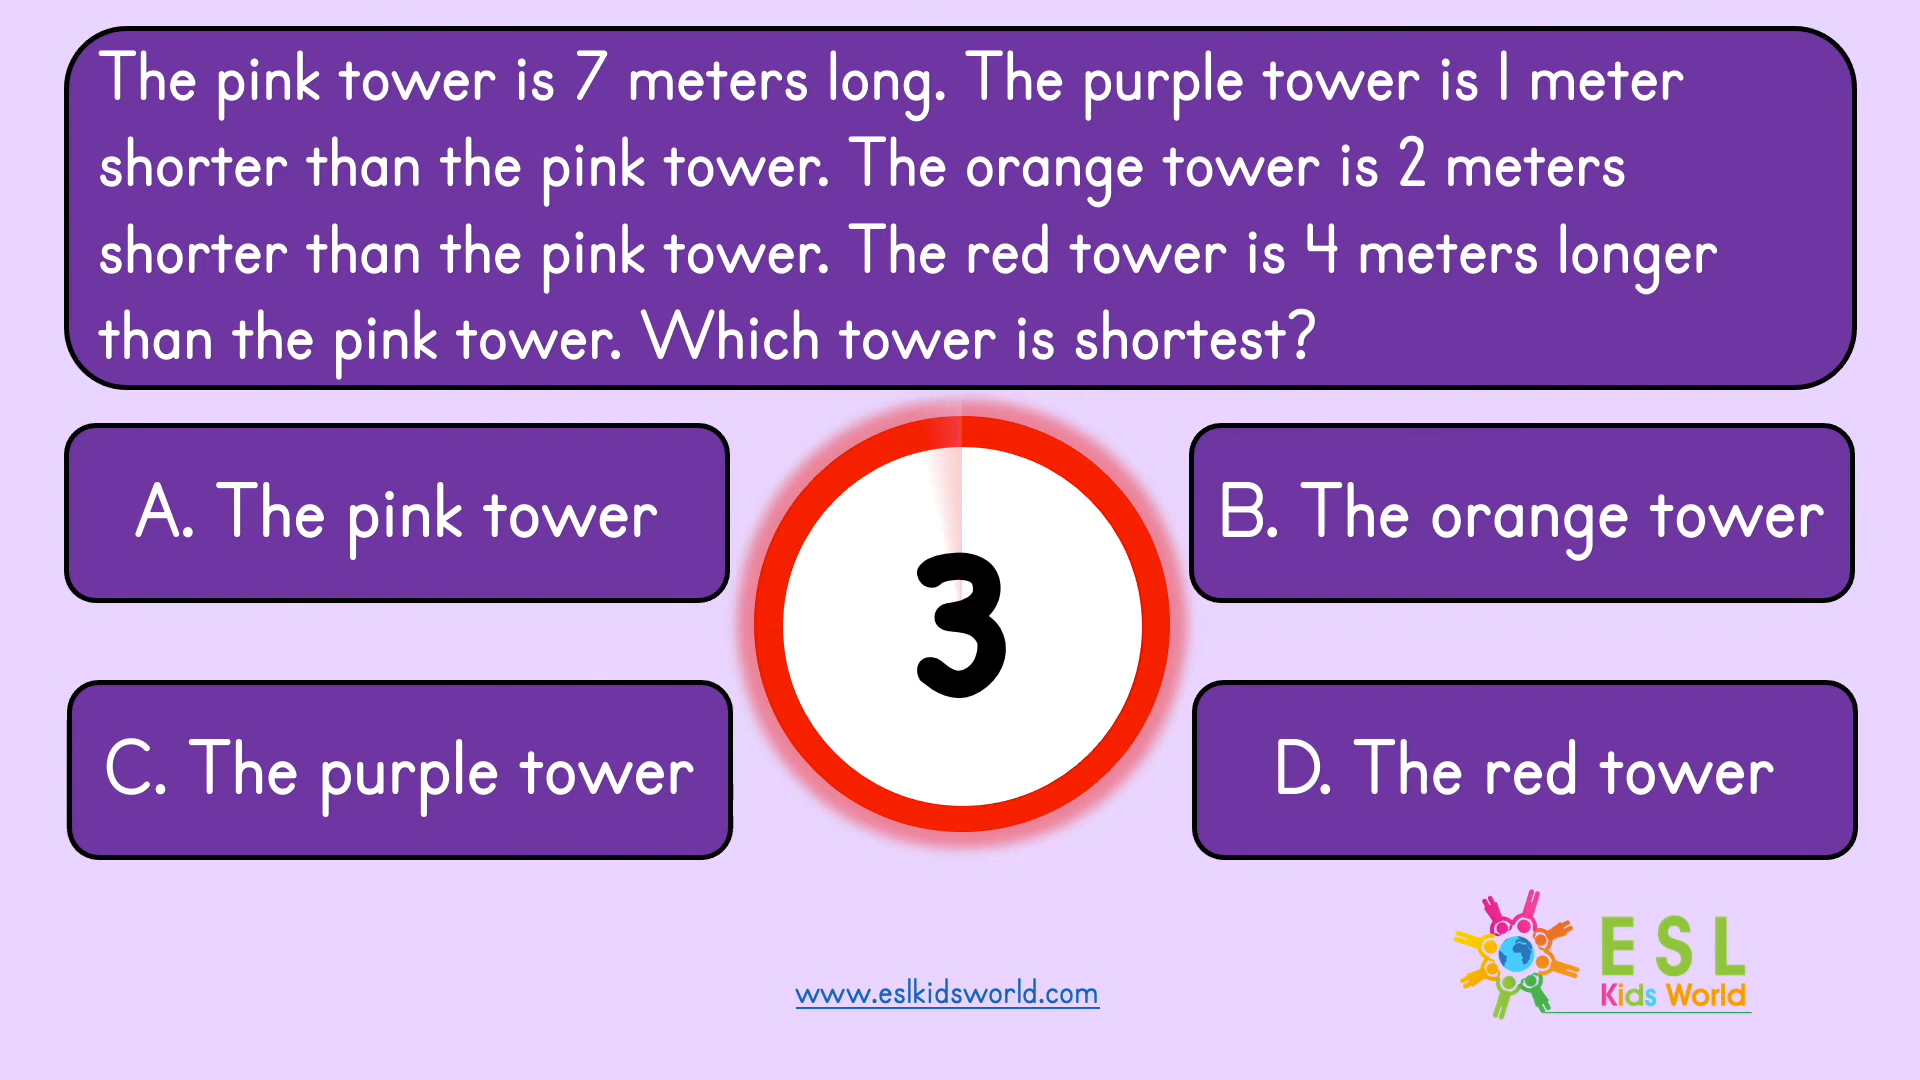 The pink tower is 7 meters long. The purple tower is 1 meter
shorter than the pink tower. The orange tower is 2 meters
shorter than the pink tower. The red tower is 4 meters longer
than the pink tower. Which tower is shortest?
A. The pink tower
B. The orange tower
3
C. The purple tower
D. The red tower
ESL
Kids World
www.eslkidsworld.com